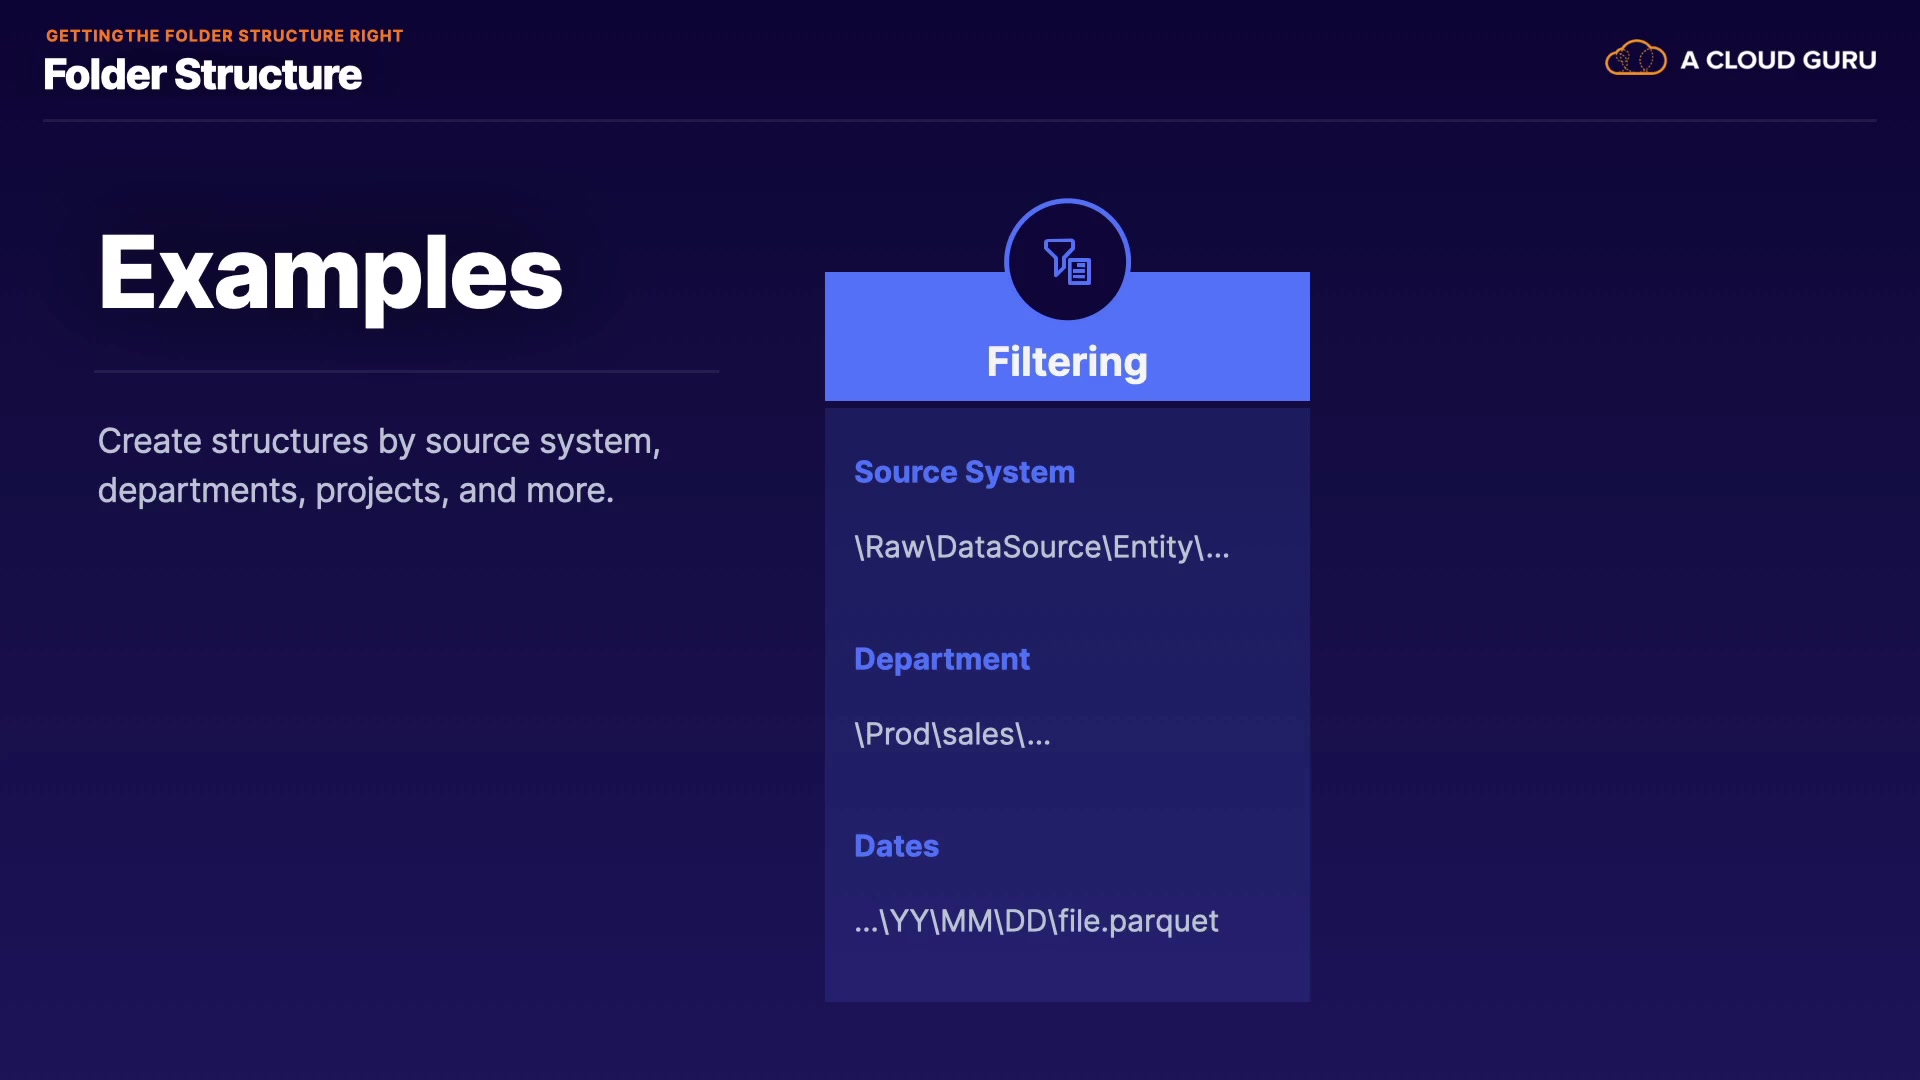 GETTINGTHE FOLDER STRUCTURE RIGHT
Folder Structure
A CLOUD GURU
Examples
Create structures by source system,
departments, projects, and more.
Filtering
Source System
\Raw\DataSource\Entity\...
Department
\Prod\sales\...
Dates
...\YY\MM\DD\file.parquet